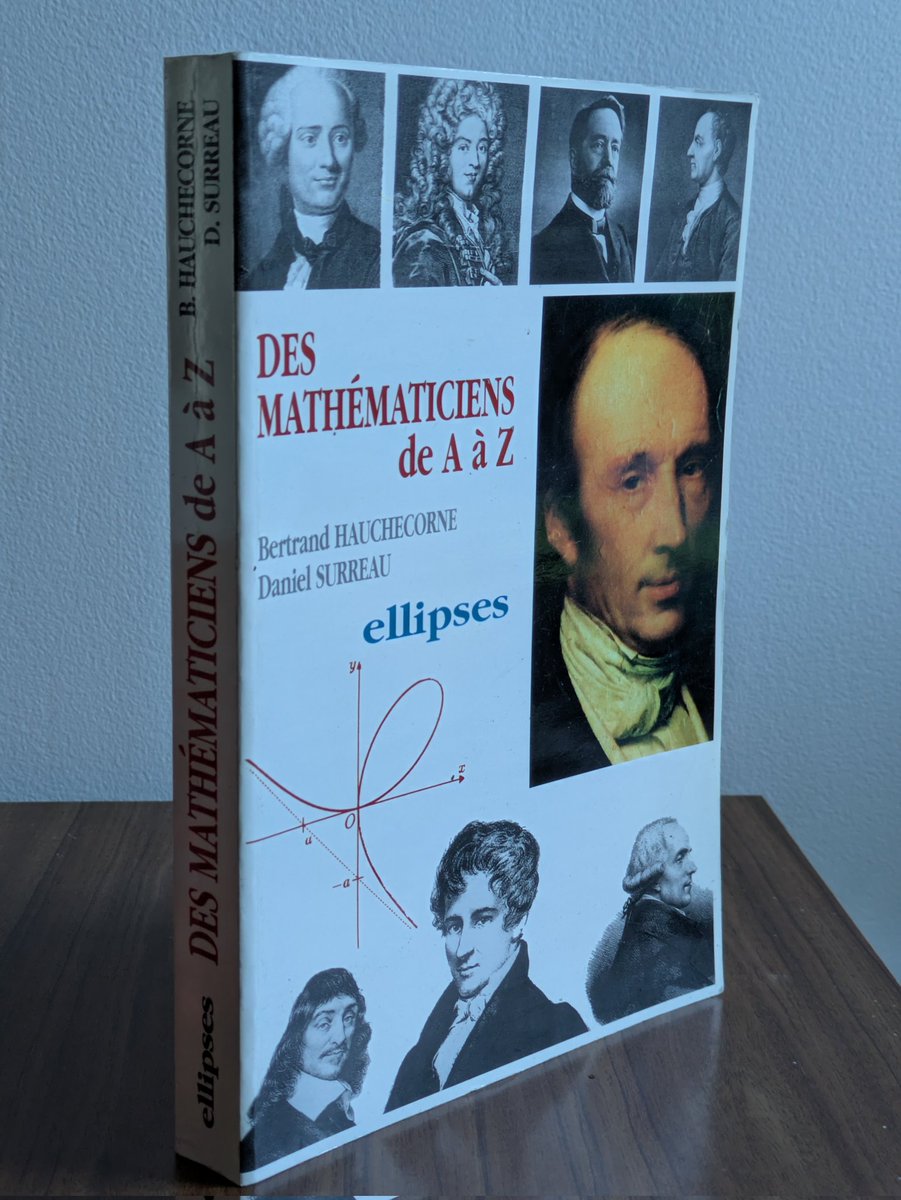 B. HAUCHECORNE
D. SURREAU
DES MATHÉMATICIENS de A à Z
ellipses
DES
MATHÉMATICIENS
de A à Z
Bertrand HAUCHECORNE
Daniel SURREAU
ellipses
y
x
O
a
-a